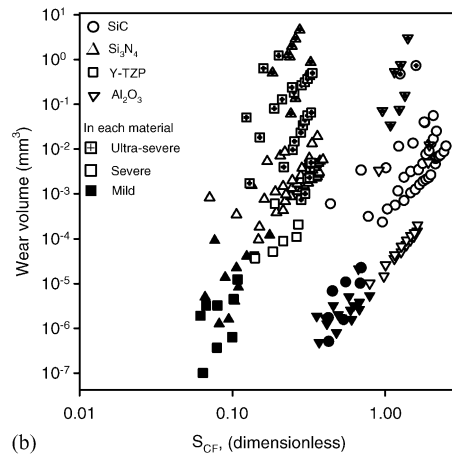 SiC
Si₃N₄
Y-TZP
Al₂O₃
In each material
Ultra-severe
Severe
Mild
Wear volume (mm³)
10¹
10⁰
10⁻¹
10⁻²
10⁻³
10⁻⁴
10⁻⁵
10⁻⁶
10⁻⁷
0.01
0.10
1.00
(b)
S_CF, (dimensionless)